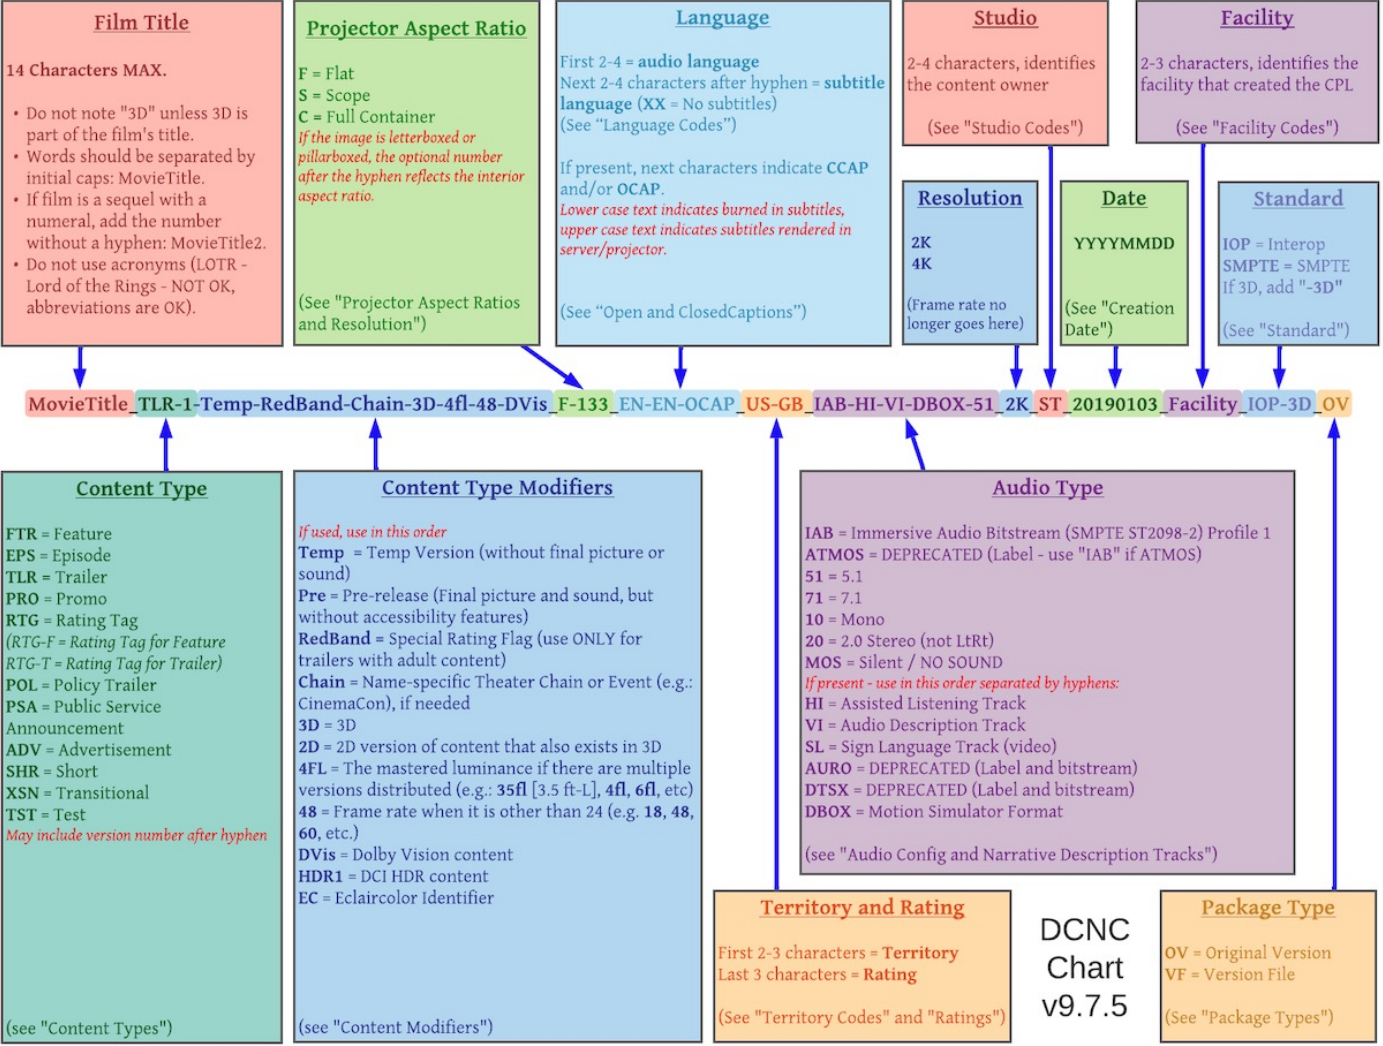 Film Title
14 Characters MAX.
• Do not note "3D" unless 3D is
part of the film's title.
• Words should be separated by
initial caps: MovieTitle.
• If film is a sequel with a
numeral, add the number
without a hyphen: MovieTitle2.
• Do not use acronyms (LOTR -
Lord of the Rings - NOT OK,
abbreviations are OK).
Projector Aspect Ratio
F = Flat
S = Scope
C = Full Container
If the image is letterboxed or
pillarboxed, the optional number
after the hyphen reflects the interior
aspect ratio.
(See "Projector Aspect Ratios
and Resolution")
Language
First 2-4 = audio language
Next 2-4 characters after hyphen = subtitle
language (XX = No subtitles)
(See “Language Codes”)
If present, next characters indicate CCAP
and/or OCAP.
Lower case text indicates burned in subtitles,
upper case text indicates subtitles rendered in
server/projector.
(See “Open and ClosedCaptions”)
Studio
2-4 characters, identifies
the content owner
(See "Studio Codes")
Facility
2-3 characters, identifies the
facility that created the CPL
(See "Facility Codes")
Resolution
2K
4K
(Frame rate no
longer goes here)
Date
YYYYMMDD
(See "Creation
Date")
Standard
IOP = Interop
SMPTE = SMPTE
If 3D, add "-3D"
(See "Standard")
MovieTitle_TLR-1-Temp-RedBand-Chain-3D-4fl-48-DVis_F-133_EN-EN-OCAP_US-GB_IAB-HI-VI-DBOX-51_2K_ST_20190103_Facility_IOP-3D_OV
Content Type
FTR = Feature
EPS = Episode
TLR = Trailer
PRO = Promo
RTG = Rating Tag
(RTG-F = Rating Tag for Feature
RTG-T = Rating Tag for Trailer)
POL = Policy Trailer
PSA = Public Service
Announcement
ADV = Advertisement
SHR = Short
XSN = Transitional
TST = Test
May include version number after hyphen
(see "Content Types")
Content Type Modifiers
If used, use in this order
Temp = Temp Version (without final picture or
sound)
Pre = Pre-release (Final picture and sound, but
without accessibility features)
RedBand = Special Rating Flag (use ONLY for
trailers with adult content)
Chain = Name-specific Theater Chain or Event (e.g.:
CinemaCon), if needed
3D = 3D
2D = 2D version of content that also exists in 3D
4FL = The mastered luminance if there are multiple
versions distributed (e.g.: 35fl [3.5 ft-L], 4fl, 6fl, etc)
48 = Frame rate when it is other than 24 (e.g. 18, 48,
60, etc.)
DVis = Dolby Vision content
HDR1 = DCI HDR content
EC = Eclaircolor Identifier
(see "Content Modifiers")
Audio Type
IAB = Immersive Audio Bitstream (SMPTE ST2098-2) Profile 1
ATMOS = DEPRECATED (Label - use "IAB" if ATMOS)
51 = 5.1
71 = 7.1
10 = Mono
20 = 2.0 Stereo (not LtRt)
MOS = Silent / NO SOUND
If present - use in this order separated by hyphens:
HI = Assisted Listening Track
VI = Audio Description Track
SL = Sign Language Track (video)
AURO = DEPRECATED (Label and bitstream)
DTSX = DEPRECATED (Label and bitstream)
DBOX = Motion Simulator Format
(see "Audio Config and Narrative Description Tracks")
Territory and Rating
First 2-3 characters = Territory
Last 3 characters = Rating
(See "Territory Codes" and "Ratings")
DCNC
Chart
v9.7.5
Package Type
OV = Original Version
VF = Version File
(See "Package Types")